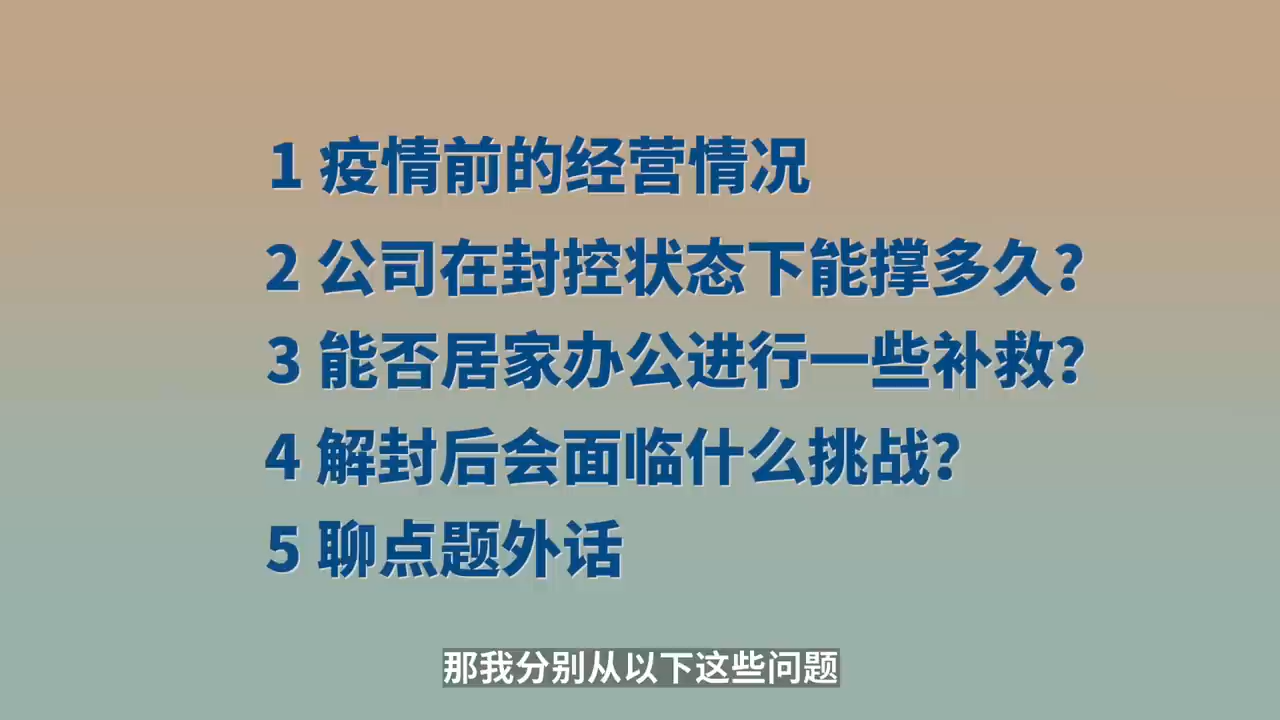 1 疫情前的经营情况
2 公司在封控状态下能撑多久?
3 能否居家办公进行一些补救?
4 解封后会面临什么挑战?
5 聊点题外话
那我分别从以下这些问题